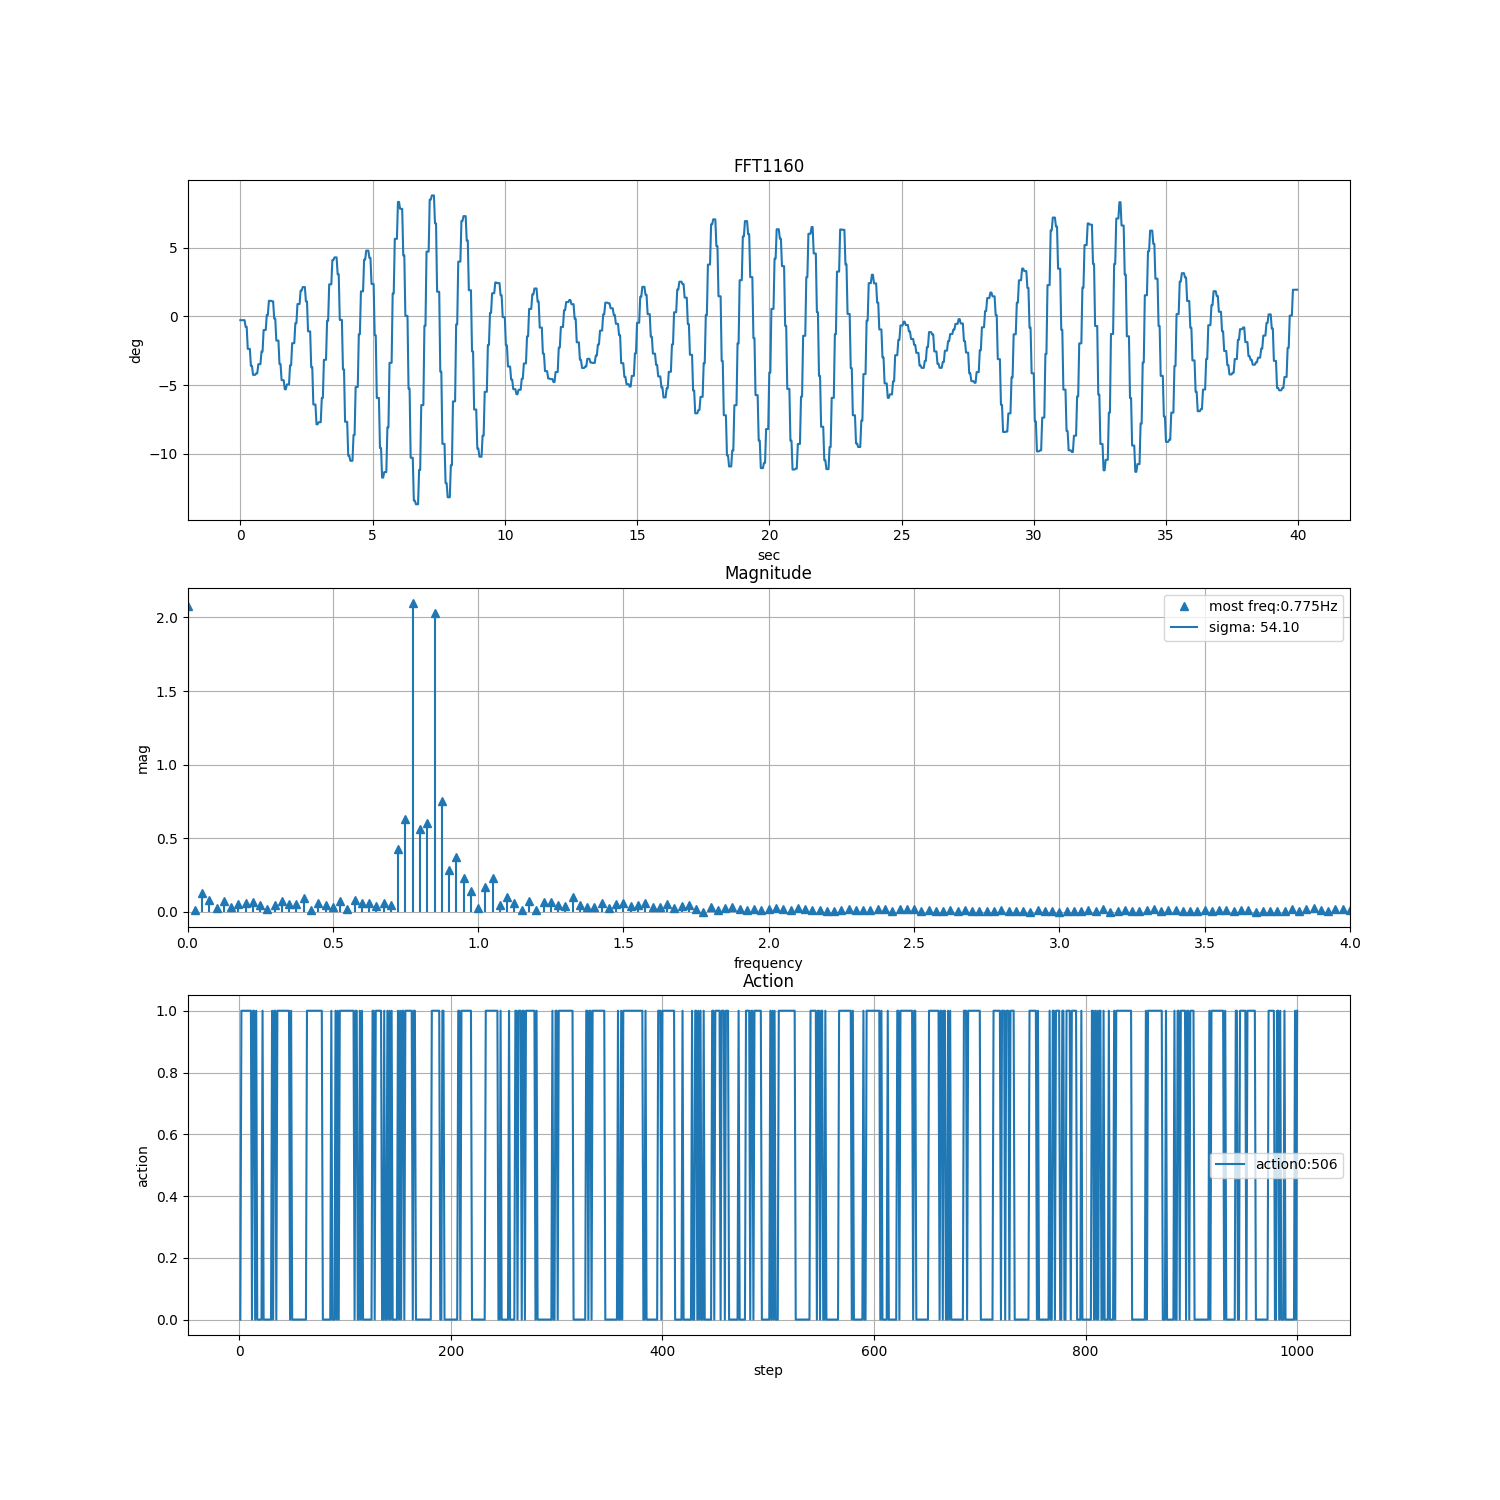 FFT1160
5
0
−5
−10
deg
0 5 10 15 20 25 30 35 40
sec
Magnitude
2.0
1.5
1.0
0.5
0.0
mag
most freq:0.775Hz
sigma: 54.10
0.0 0.5 1.0 1.5 2.0 2.5 3.0 3.5 4.0
frequency
Action
1.0
0.8
0.6
0.4
0.2
0.0
action
action0:506
0 200 400 600 800 1000
step